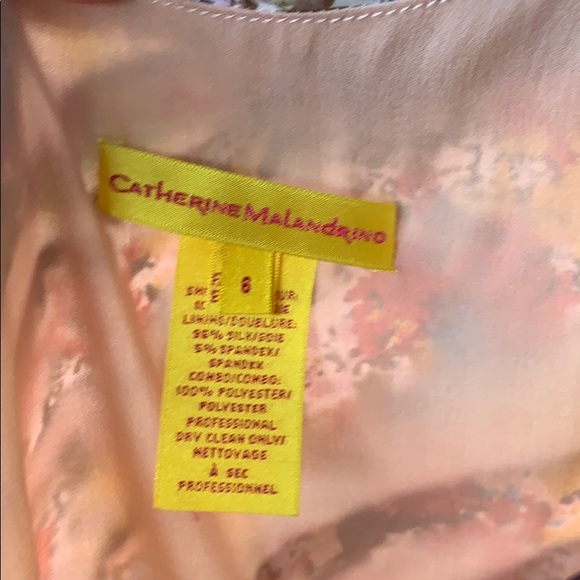 CATHERINE MALANDRINO
6
LINING/DOUBLURE:
95% SILK/SOIE
5% SPANDEX/
SPANDEX
COMBO/COMBO:
100% POLYESTER/
POLYESTER
PROFESSIONAL
DRY CLEAN ONLY/
NETTOYAGE
À SEC
PROFESSIONNEL